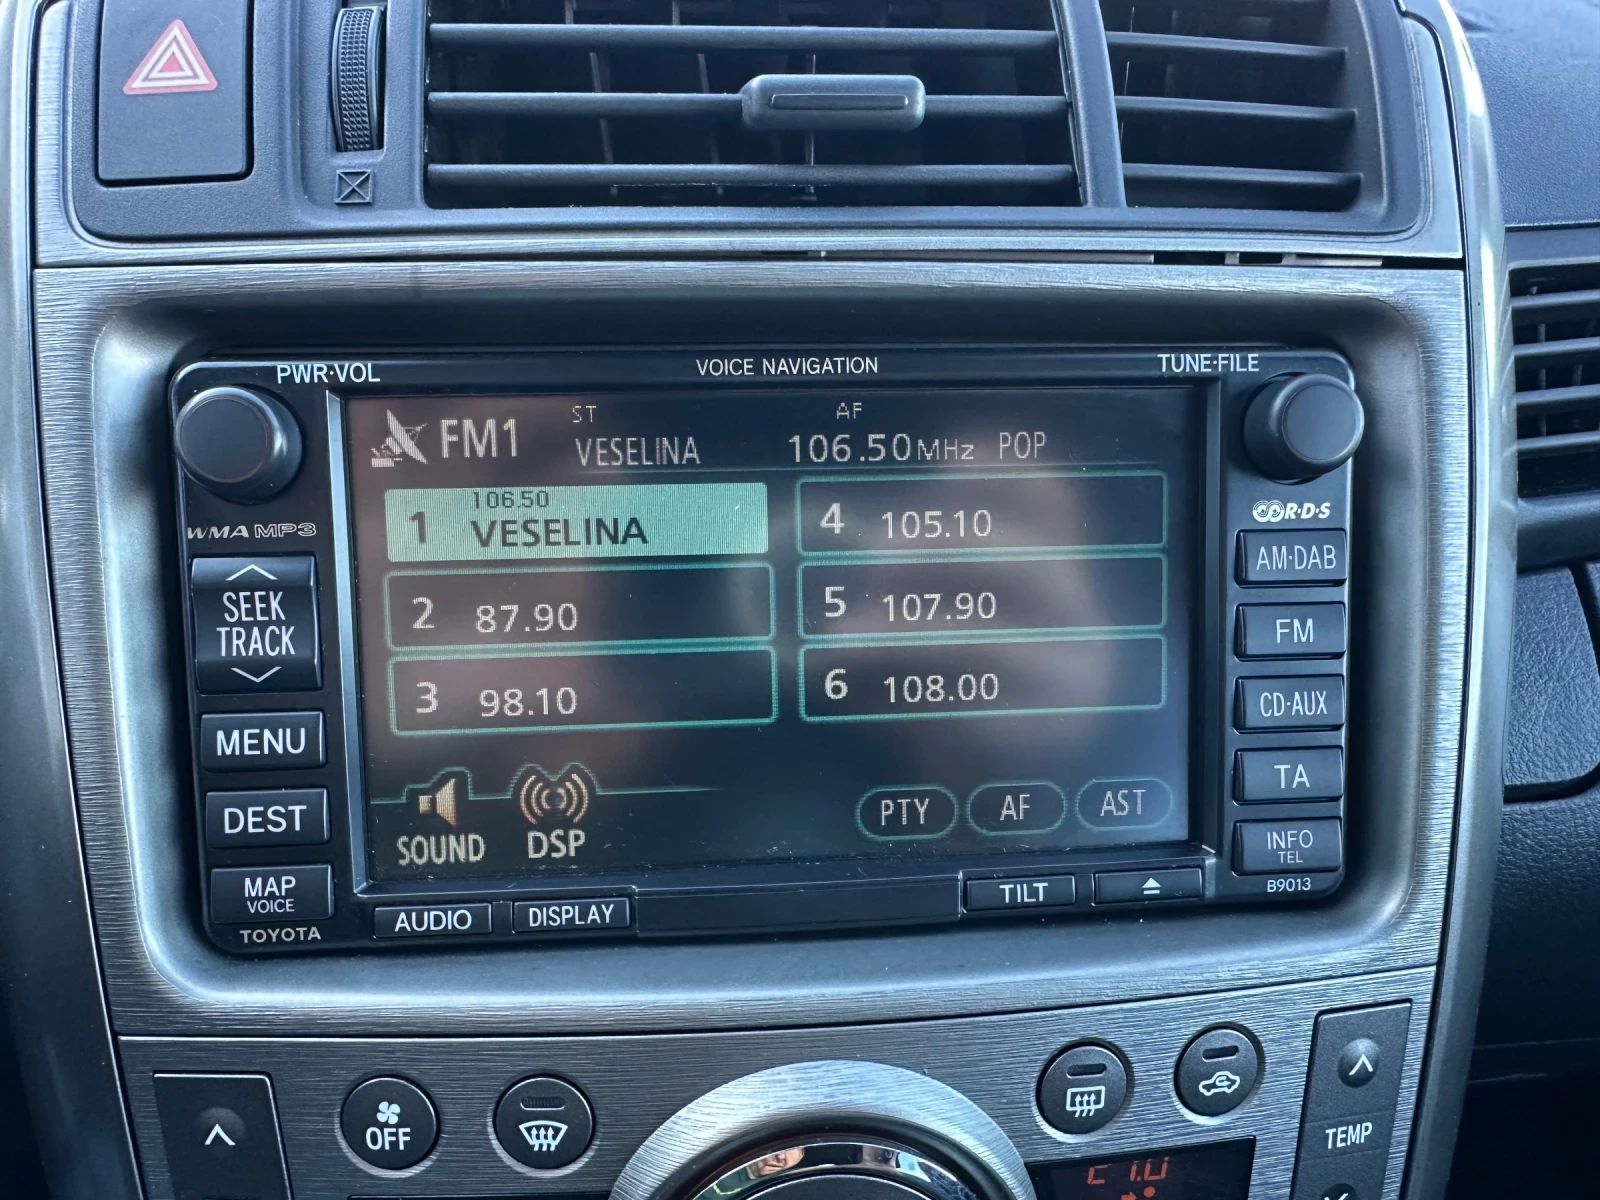 PWR·VOL
VOICE NAVIGATION
TUNE·FILE
ST
AF
FM1
VESELINA
106.50MHz POP
106.50
1 VESELINA
4 105.10
2 87.90
5 107.90
3 98.10
6 108.00
SOUND
DSP
PTY
AF
AST
WMA MP3
SEEK
TRACK
MENU
DEST
MAP
VOICE
TOYOTA
AUDIO
DISPLAY
TILT
R·D·S
AM·DAB
FM
CD·AUX
TA
INFO
TEL
B9013
OFF
TEMP